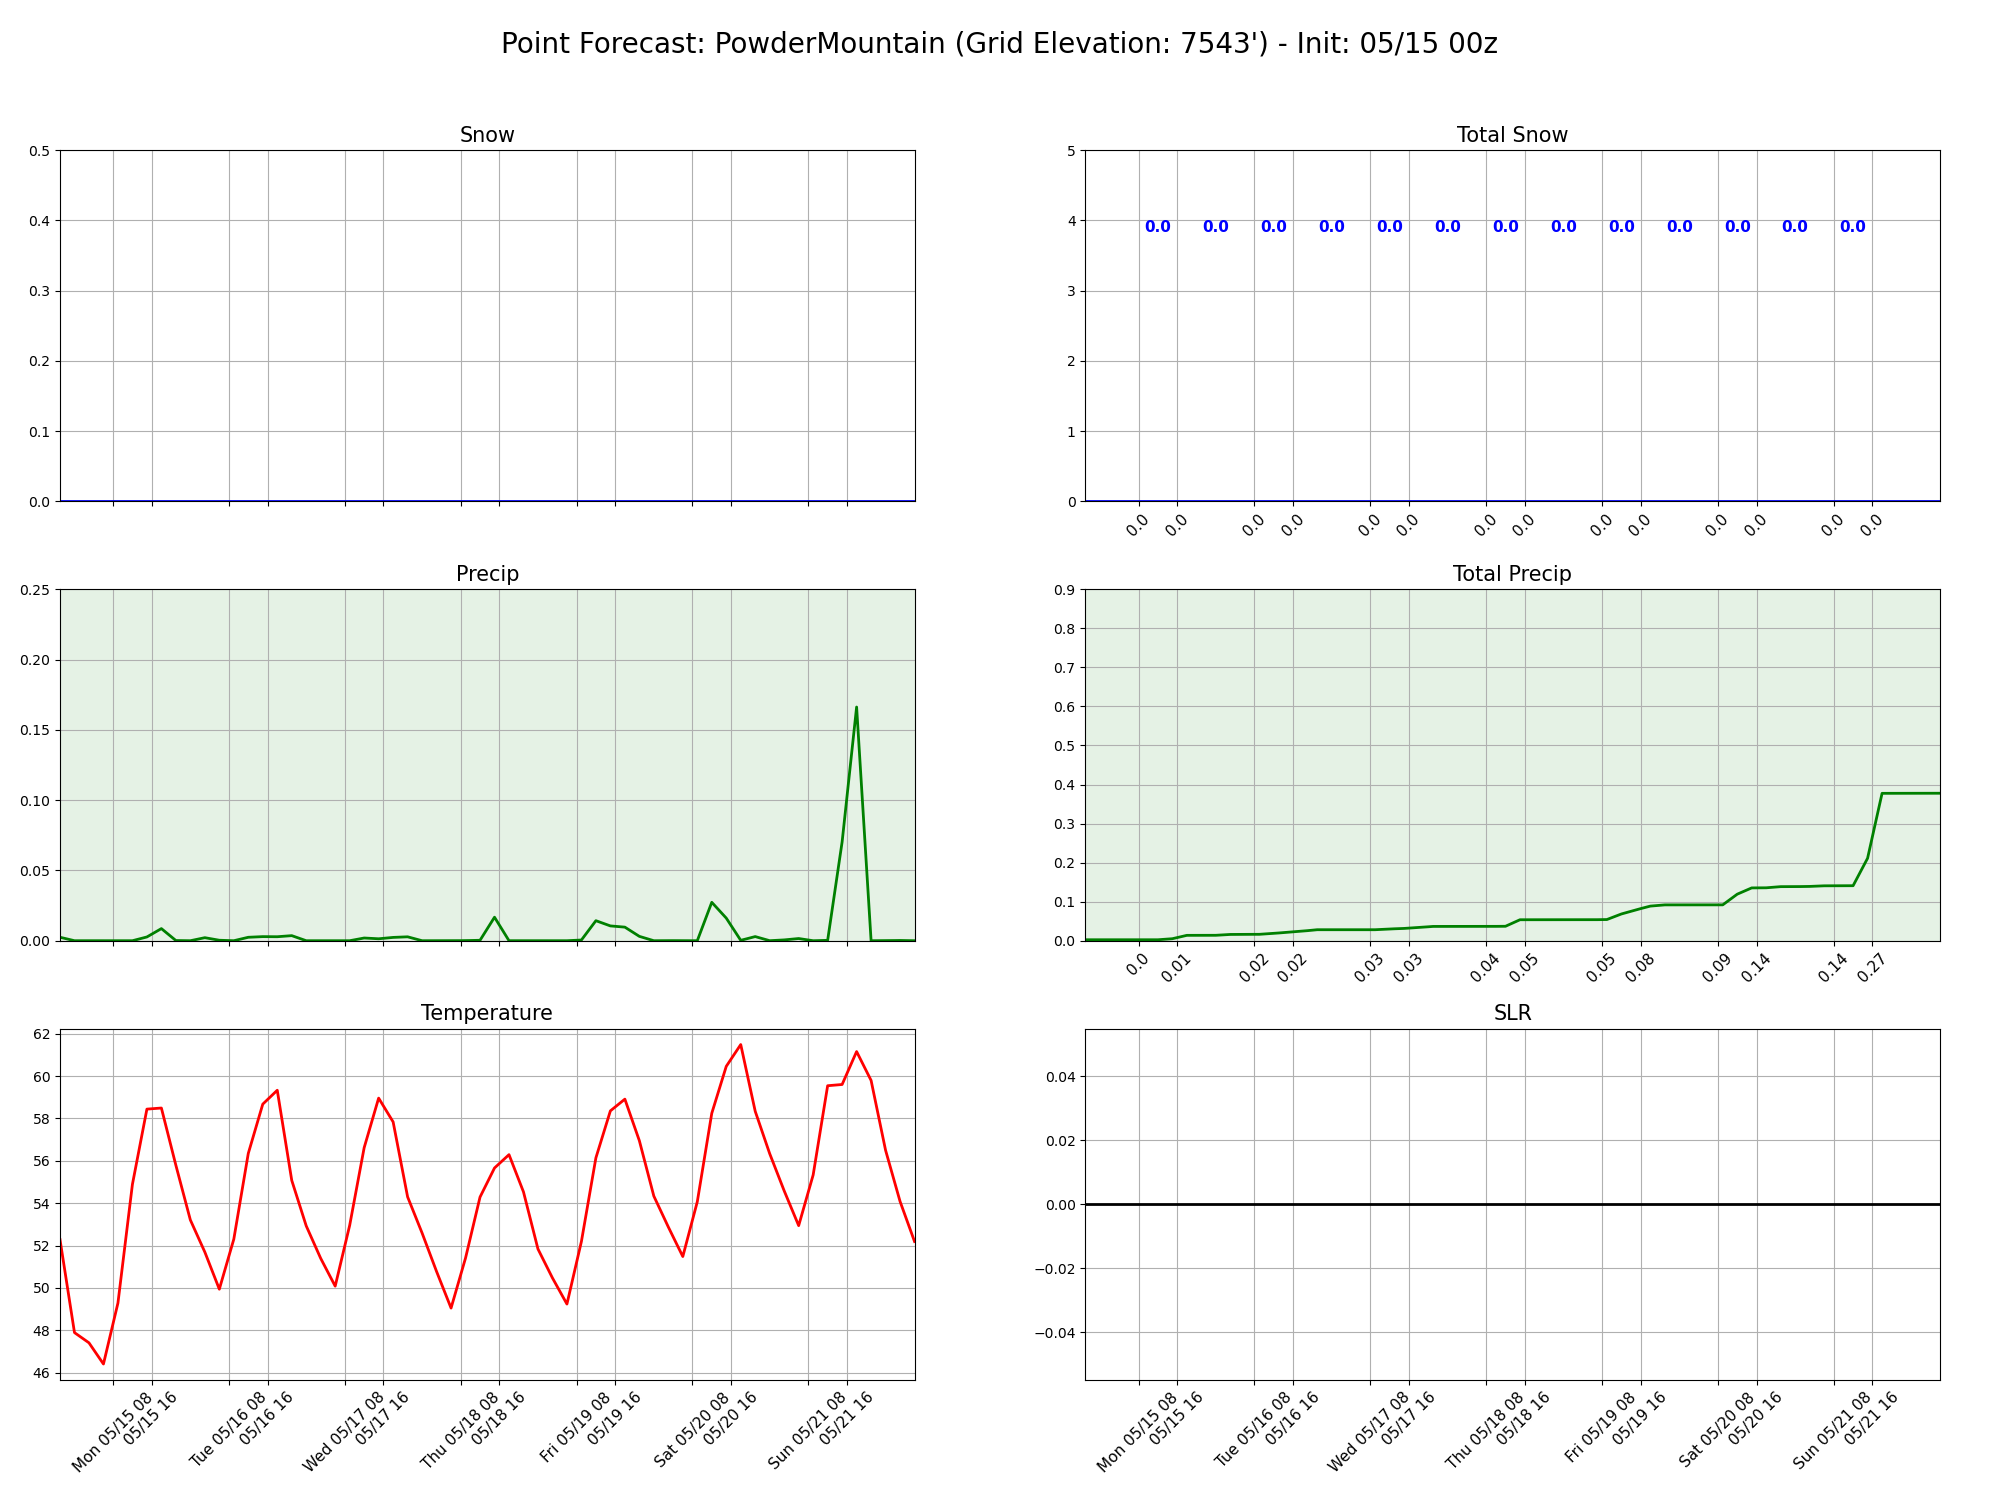 Point Forecast: PowderMountain (Grid Elevation: 7543') - Init: 05/15 00z
Snow
0.5
0.4
0.3
0.2
0.1
0.0
Total Snow
5
4
3
2
1
0
0.0 0.0 0.0 0.0 0.0 0.0 0.0 0.0 0.0 0.0 0.0 0.0 0.0
0.0 0.0 0.0 0.0 0.0 0.0 0.0 0.0 0.0 0.0 0.0 0.0 0.0 0.0
Precip
0.25
0.20
0.15
0.10
0.05
0.00
Total Precip
0.9
0.8
0.7
0.6
0.5
0.4
0.3
0.2
0.1
0.0
0.0 0.01 0.02 0.02 0.03 0.03 0.04 0.05 0.05 0.08 0.09 0.14 0.14 0.27
Temperature
62
60
58
56
54
52
50
48
46
Mon 05/15 08
05/15 16
Tue 05/16 08
05/16 16
Wed 05/17 08
05/17 16
Thu 05/18 08
05/18 16
Fri 05/19 08
05/19 16
Sat 05/20 08
05/20 16
Sun 05/21 08
05/21 16
SLR
0.04
0.02
0.00
−0.02
−0.04
Mon 05/15 08
05/15 16
Tue 05/16 08
05/16 16
Wed 05/17 08
05/17 16
Thu 05/18 08
05/18 16
Fri 05/19 08
05/19 16
Sat 05/20 08
05/20 16
Sun 05/21 08
05/21 16